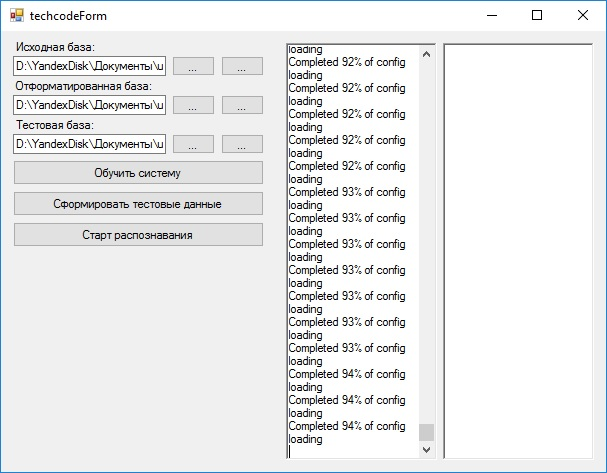 techcodeForm
Исходная база:
D:\YandexDisk\Документы\u
...
...
Отформатированная база:
D:\YandexDisk\Документы\u
...
...
Тестовая база:
D:\YandexDisk\Документы\u
...
...
Обучить систему
Сформировать тестовые данные
Старт распознавания
loading
Completed 92% of config
loading
Completed 92% of config
loading
Completed 92% of config
loading
Completed 92% of config
loading
Completed 92% of config
loading
Completed 93% of config
loading
Completed 93% of config
loading
Completed 93% of config
loading
Completed 93% of config
loading
Completed 93% of config
loading
Completed 93% of config
loading
Completed 93% of config
loading
Completed 94% of config
loading
Completed 94% of config
loading
Completed 94% of config
loading